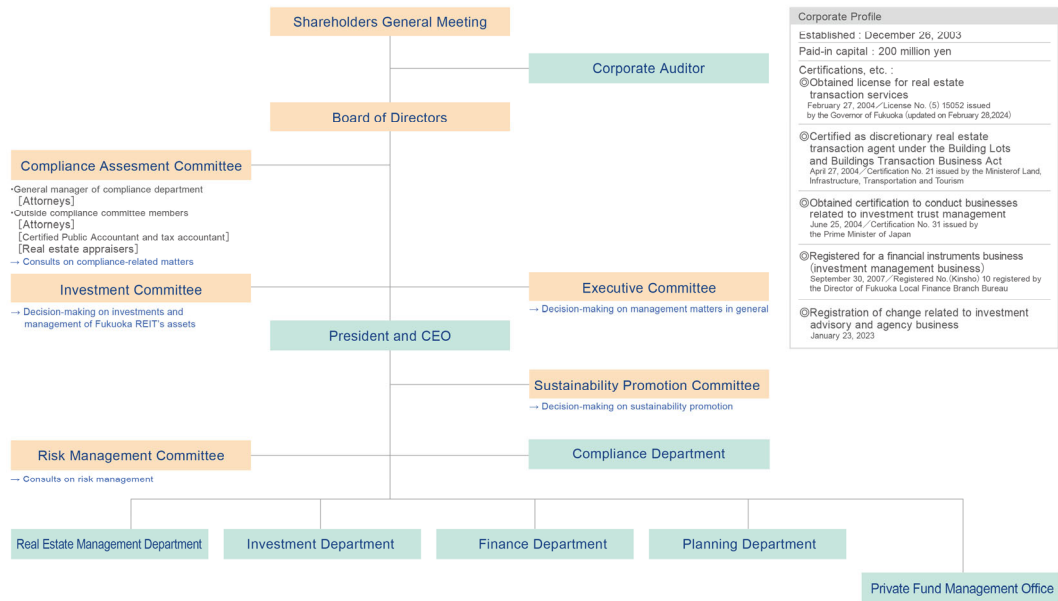 Shareholders General Meeting
Corporate Auditor
Board of Directors
Compliance Assesment Committee
・General manager of compliance department
［Attorneys］
・Outside compliance committee members
［Attorneys］
［Certified Public Accountant and tax accountant］
［Real estate appraisers］
→ Consults on compliance-related matters
Investment Committee
→ Decision-making on investments and
management of Fukuoka REIT's assets
Executive Committee
→ Decision-making on management matters in general
President and CEO
Sustainability Promotion Committee
→ Decision-making on sustainability promotion
Risk Management Committee
→ Consults on risk management
Compliance Department
Real Estate Management Department
Investment Department
Finance Department
Planning Department
Private Fund Management Office
Corporate Profile
Established : December 26, 2003
Paid-in capital : 200 million yen
Certifications, etc. :
◎Obtained license for real estate
transaction services
February 27, 2004／License No. (5) 15052 issued
by the Governor of Fukuoka (updated on February 28,2024)
◎Certified as discretionary real estate
transaction agent under the Building Lots
and Buildings Transaction Business Act
April 27, 2004／Certification No. 21 issued by the Ministerof Land,
Infrastructure, Transportation and Tourism
◎Obtained certification to conduct businesses
related to investment trust management
June 25, 2004／Certification No. 31 issued by
the Prime Minister of Japan
◎Registered for a financial instruments business
(investment management business)
September 30, 2007／Registered No.(Kinsho) 10 registered by
the Director of Fukuoka Local Finance Branch Bureau
◎Registration of change related to investment
advisory and agency business
January 23, 2023